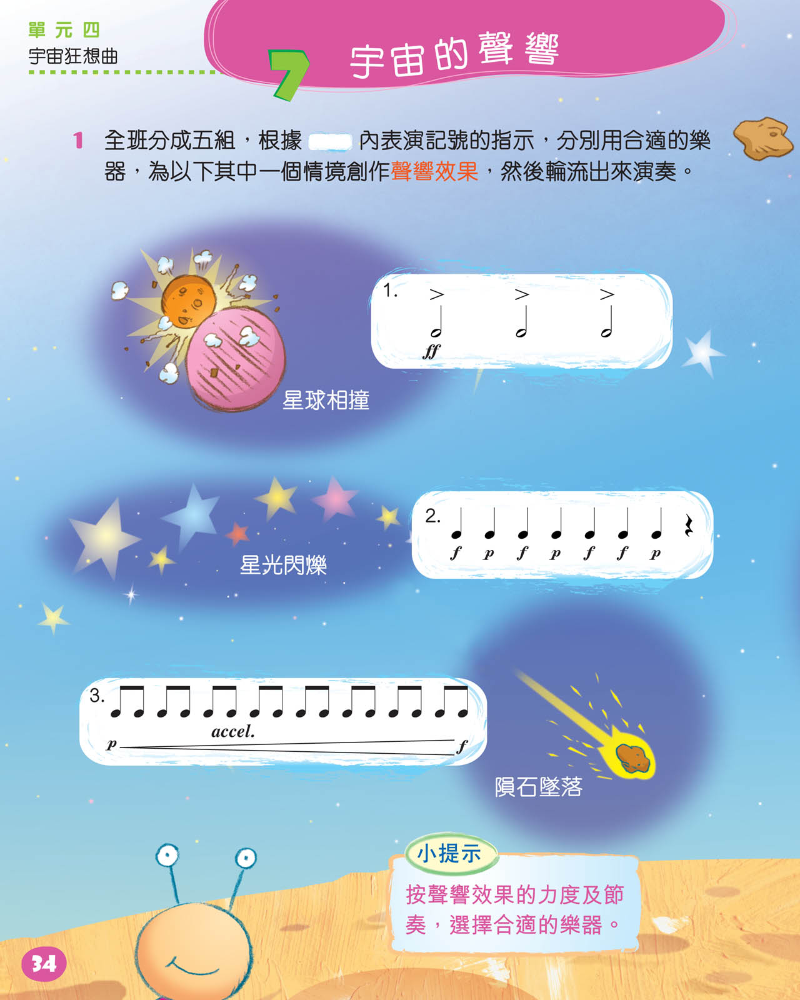 單元四
宇宙狂想曲
7 宇宙的聲響
1 全班分成五組，根據 內表演記號的指示，分別用合適的樂
器，為以下其中一個情境創作聲響效果，然後輪流出來演奏。
1.
ff
星球相撞
2.
f p f p f f p
星光閃爍
3.
accel.
p f
隕石墜落
小提示
按聲響效果的力度及節
奏，選擇合適的樂器。
34